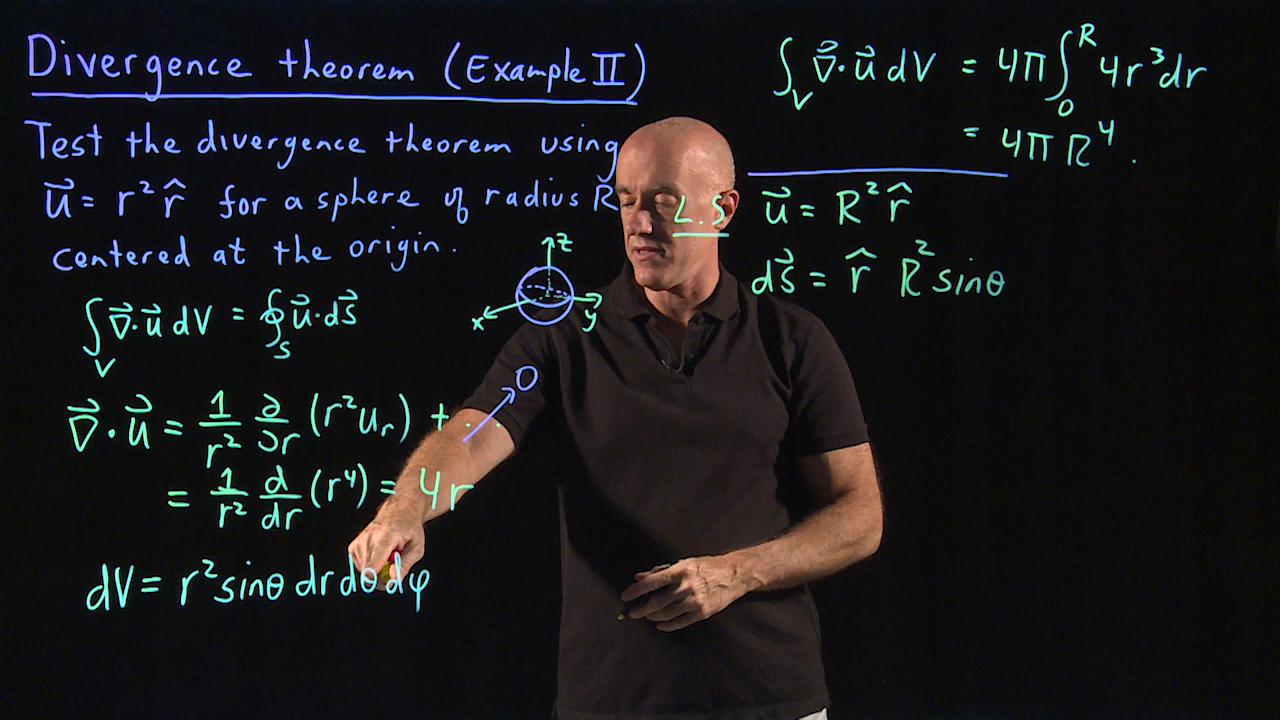 Divergence theorem (Example II)
Test the divergence theorem using
u⃗ = r² r̂ for a sphere of radius R
centered at the origin.
z
x
y
∫_V ∇⃗·u⃗ dV = ∮_S u⃗·dS⃗
0
∇⃗·u⃗ = 1/r² ∂/∂r (r² u_r) + ...
= 1/r² d/dr (r⁴) = 4r
dV = r² sinθ dr dθ dφ
∫_V ∇⃗·u⃗ dV = 4π ∫_0^R 4r³ dr
= 4π R⁴.
L.S
u⃗ = R² r̂
dS⃗ = r̂ R² sinθ